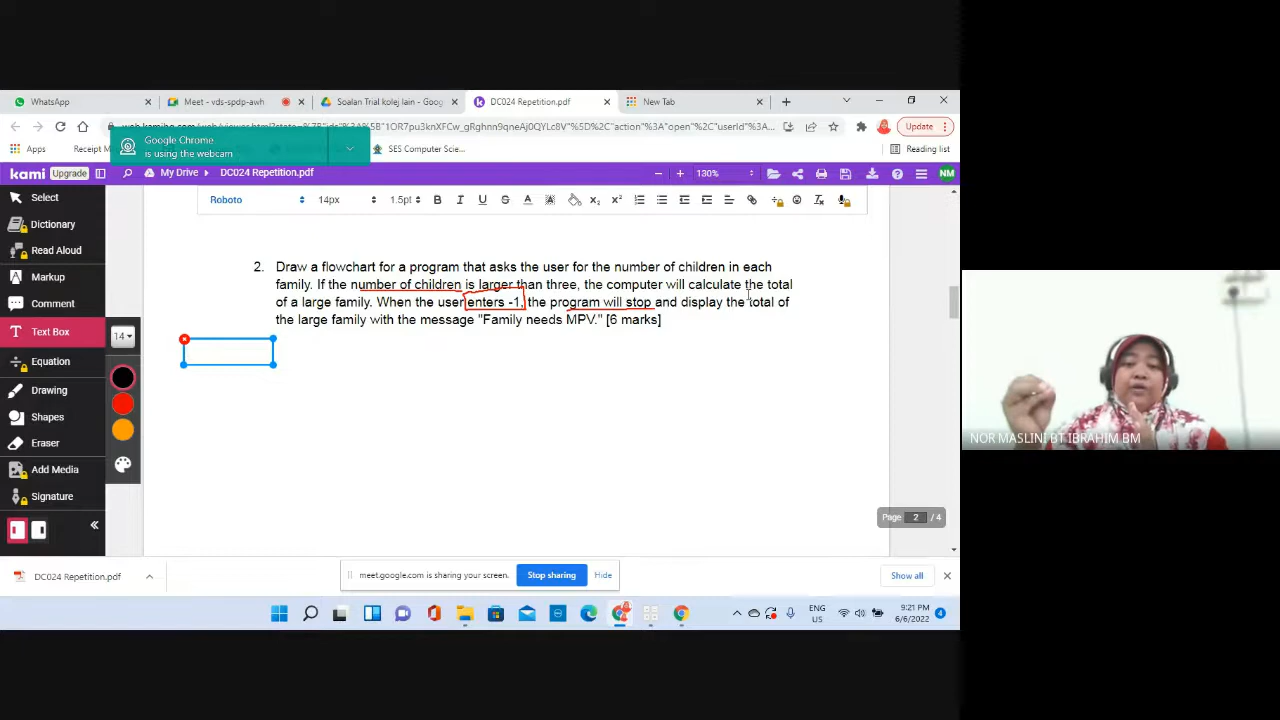 WhatsApp
Meet - vds-spdp-awh
Soalan Trial kolej lain - Goog
DC024 Repetition.pdf
New Tab
Update
Apps
Receipt M
Google Chrome
is using the webcam
SES Computer Scie...
Reading list
kami Upgrade
My Drive
DC024 Repetition.pdf
130%
NM
Select
Roboto
14px
1.5pt
B I U S A
Dictionary
Read Aloud
Markup
Comment
Text Box
14
Equation
Drawing
Shapes
Eraser
Add Media
Signature
2. Draw a flowchart for a program that asks the user for the number of children in each
family. If the number of children is larger than three, the computer will calculate the total
of a large family. When the user enters -1, the program will stop and display the total of
the large family with the message "Family needs MPV." [6 marks]
NOR MASLINI BT IBRAHIM BM
Page 2 / 4
DC024 Repetition.pdf
meet.google.com is sharing your screen.
Stop sharing
Hide
Show all
ENG
US
9:21 PM
6/6/2022
4